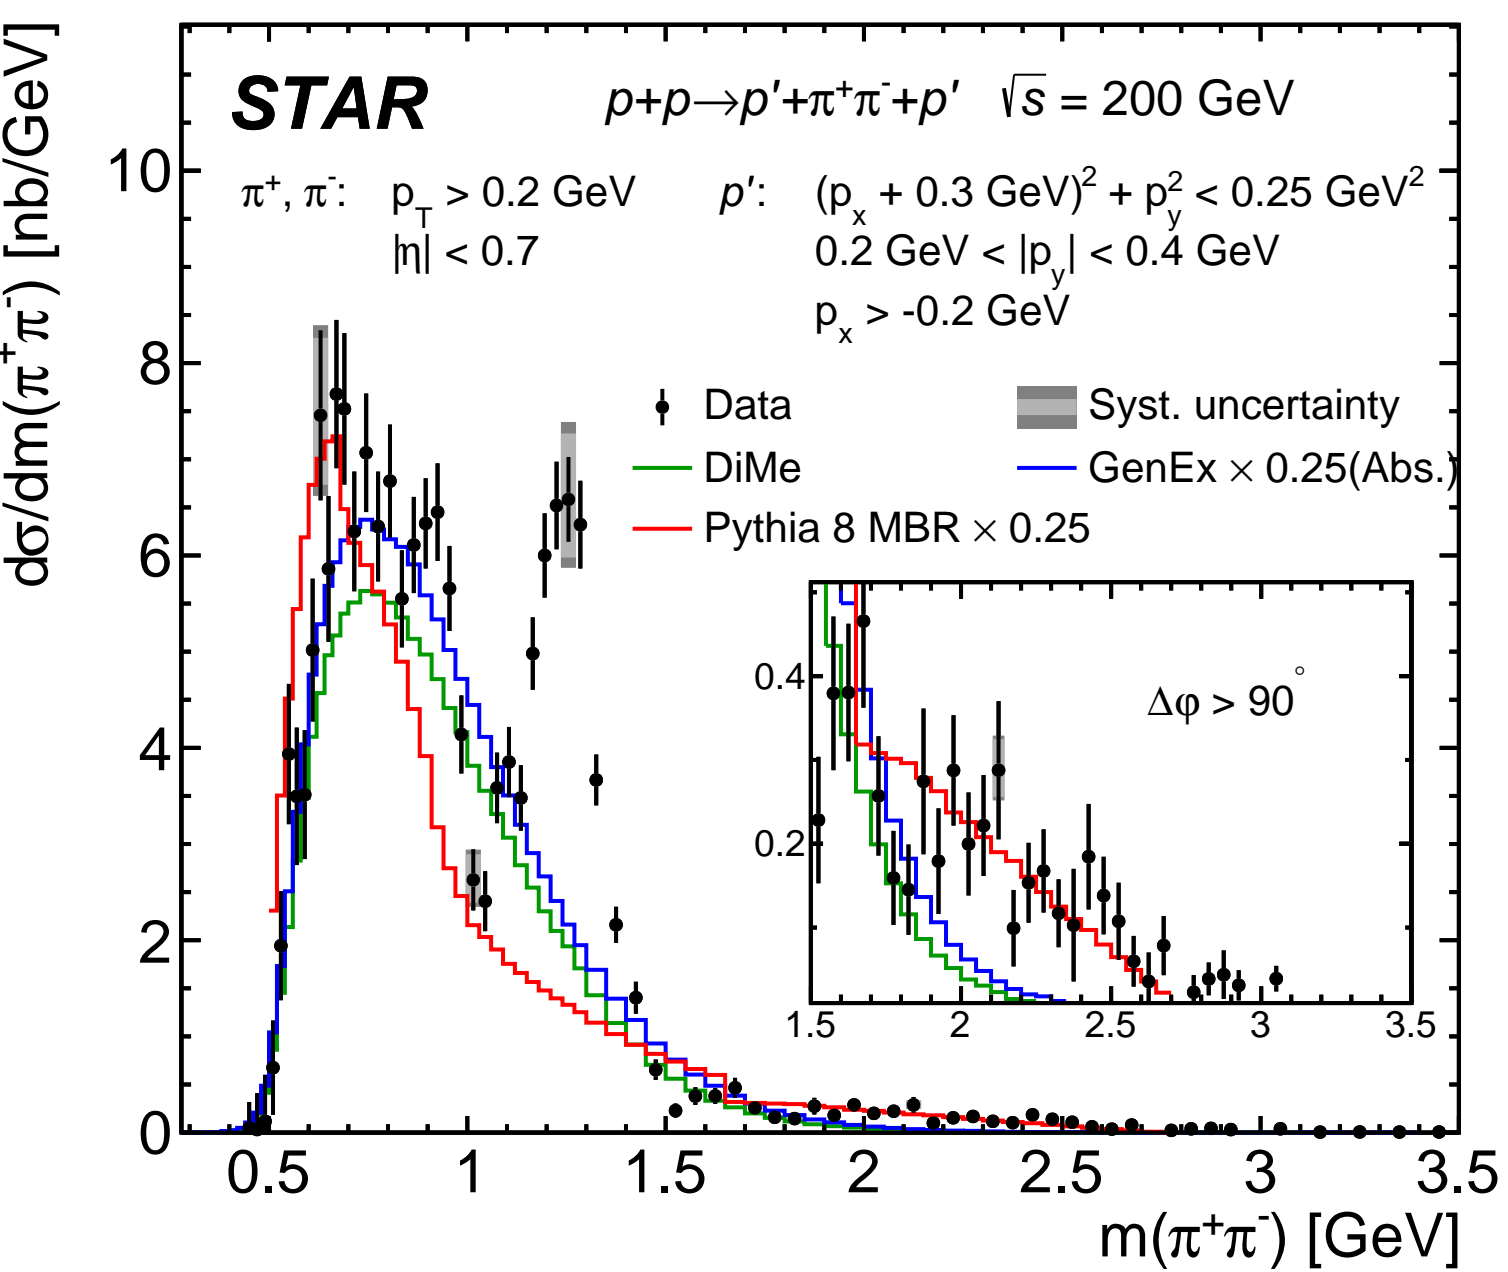 STAR p+p→p′+π⁺π⁻+p′ √s = 200 GeV
π⁺, π⁻: p_T > 0.2 GeV p′: (p_x + 0.3 GeV)² + p_y² < 0.25 GeV²
|η| < 0.7 0.2 GeV < |p_y| < 0.4 GeV
p_x > -0.2 GeV
Data Syst. uncertainty
DiMe GenEx × 0.25(Abs.)
Pythia 8 MBR × 0.25
Δφ > 90°
0.4
0.2
1.5 2 2.5 3 3.5
dσ/dm(π⁺π⁻) [nb/GeV]
10
8
6
4
2
0
0.5 1 1.5 2 2.5 3 3.5
m(π⁺π⁻) [GeV]